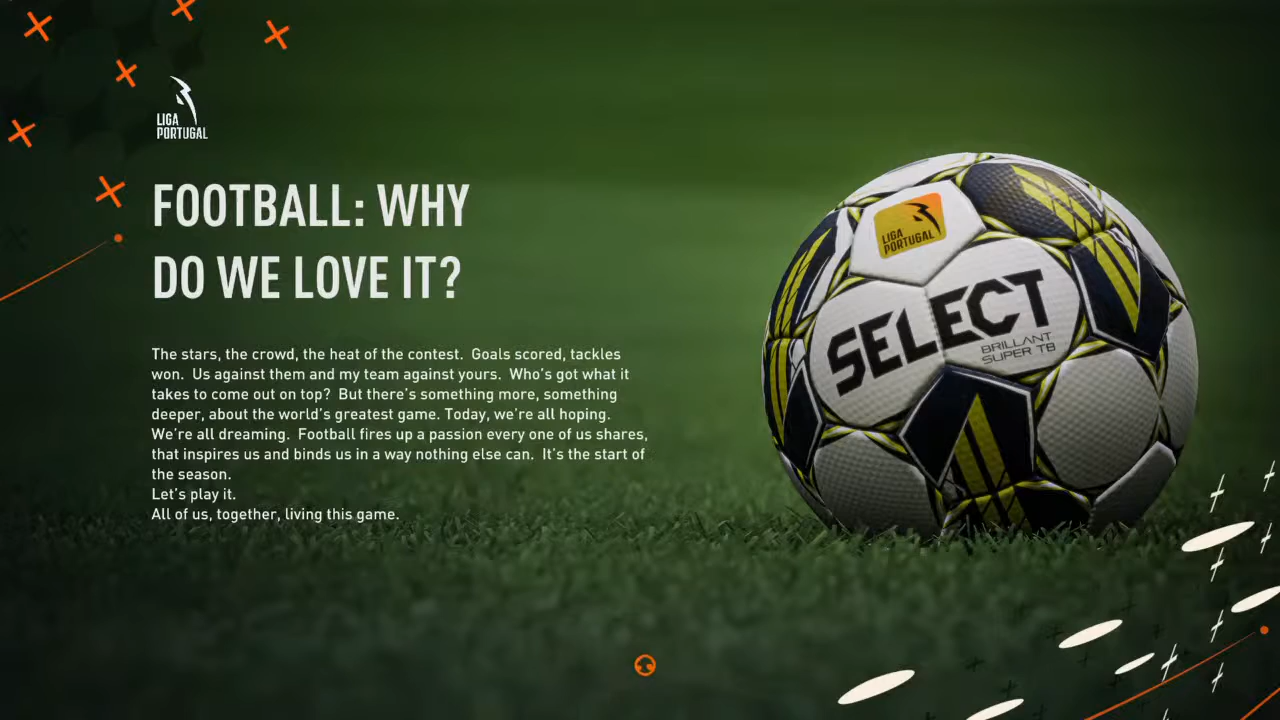 LIGA
PORTUGAL
FOOTBALL: WHY
DO WE LOVE IT?
The stars, the crowd, the heat of the contest.  Goals scored, tackles
won.  Us against them and my team against yours.  Who's got what it
takes to come out on top?  But there's something more, something
deeper, about the world's greatest game. Today, we're all hoping.
We're all dreaming.  Football fires up a passion every one of us shares,
that inspires us and binds us in a way nothing else can.  It's the start of
the season.
Let's play it.
All of us, together, living this game.
LIGA
PORTUGAL
SELECT
BRILLANT
SUPER TB